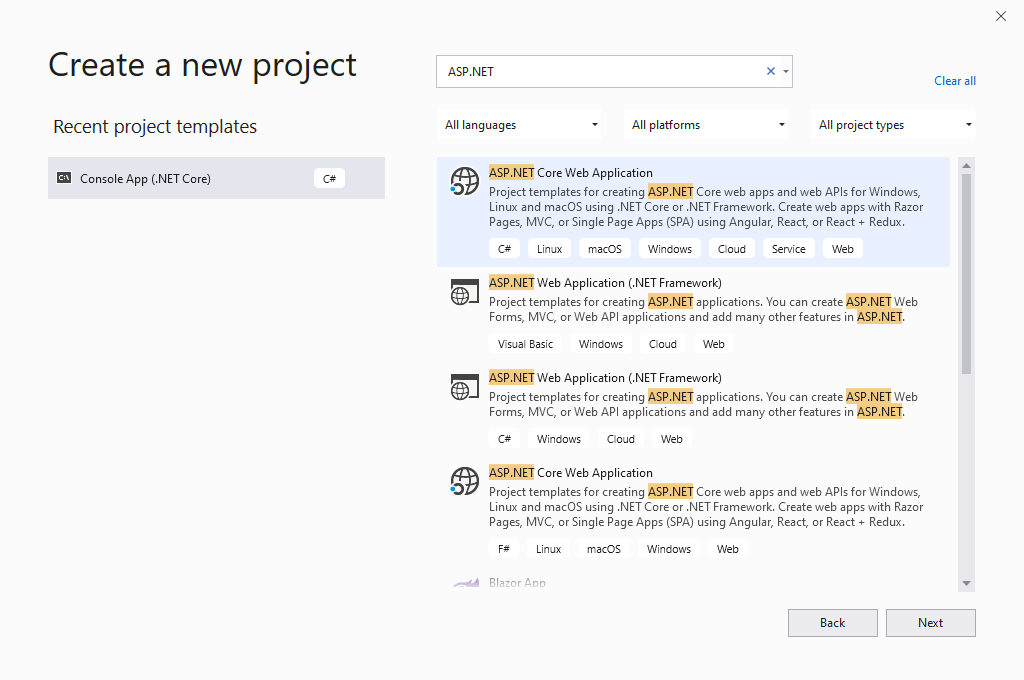 Create a new project
ASP.NET
Clear all
Recent project templates
All languages
All platforms
All project types
C:\
Console App (.NET Core)
C#
ASP.NET Core Web Application
Project templates for creating ASP.NET Core web apps and web APIs for Windows,
Linux and macOS using .NET Core or .NET Framework. Create web apps with Razor
Pages, MVC, or Single Page Apps (SPA) using Angular, React, or React + Redux.
C# Linux macOS Windows Cloud Service Web
ASP.NET Web Application (.NET Framework)
Project templates for creating ASP.NET applications. You can create ASP.NET Web
Forms, MVC, or Web API applications and add many other features in ASP.NET.
Visual Basic Windows Cloud Web
ASP.NET Web Application (.NET Framework)
Project templates for creating ASP.NET applications. You can create ASP.NET Web
Forms, MVC, or Web API applications and add many other features in ASP.NET.
C# Windows Cloud Web
ASP.NET Core Web Application
Project templates for creating ASP.NET Core web apps and web APIs for Windows,
Linux and macOS using .NET Core or .NET Framework. Create web apps with Razor
Pages, MVC, or Single Page Apps (SPA) using Angular, React, or React + Redux.
F# Linux macOS Windows Web
Blazor App
Back
Next